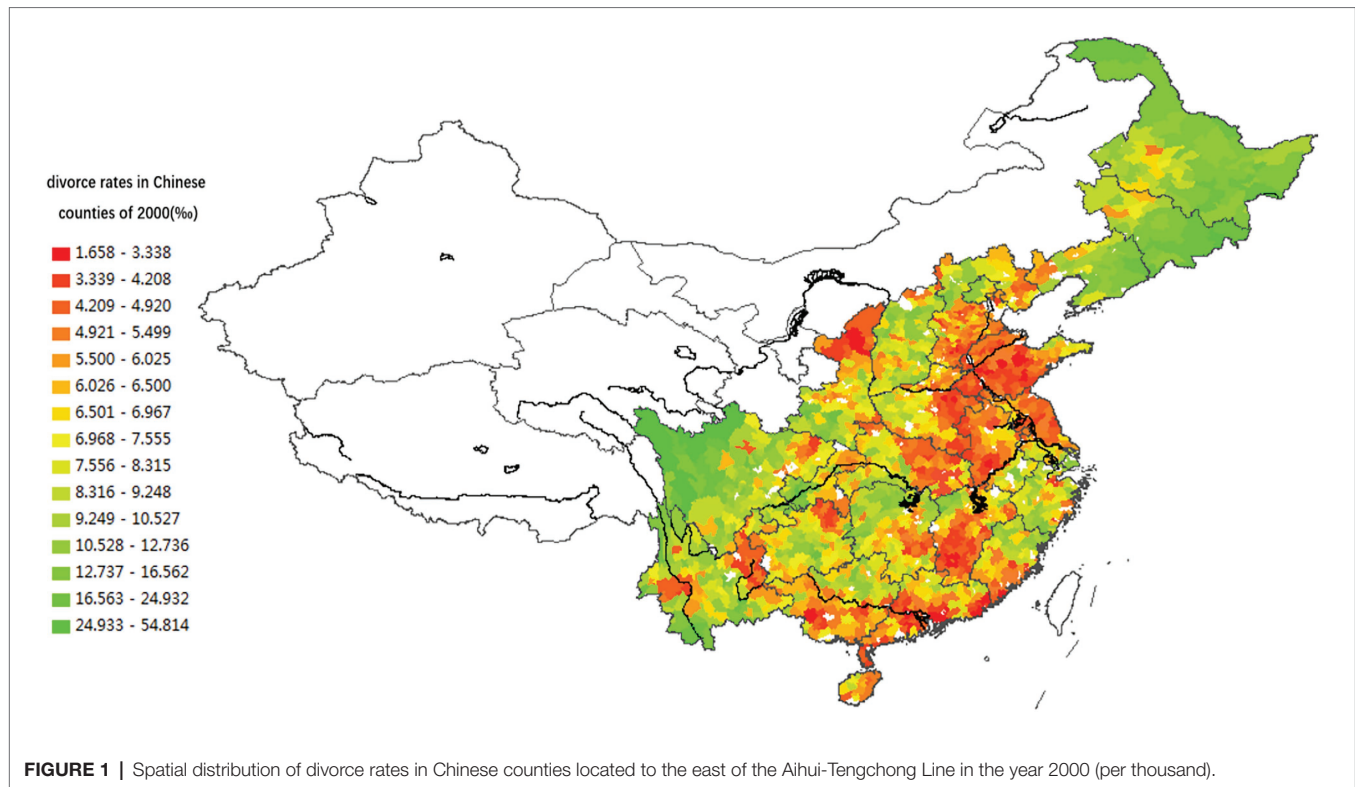 divorce rates in Chinese
counties of 2000(‰)
1.658 - 3.338
3.339 - 4.208
4.209 - 4.920
4.921 - 5.499
5.500 - 6.025
6.026 - 6.500
6.501 - 6.967
6.968 - 7.555
7.556 - 8.315
8.316 - 9.248
9.249 - 10.527
10.528 - 12.736
12.737 - 16.562
16.563 - 24.932
24.933 - 54.814
FIGURE 1 | Spatial distribution of divorce rates in Chinese counties located to the east of the Aihui-Tengchong Line in the year 2000 (per thousand).